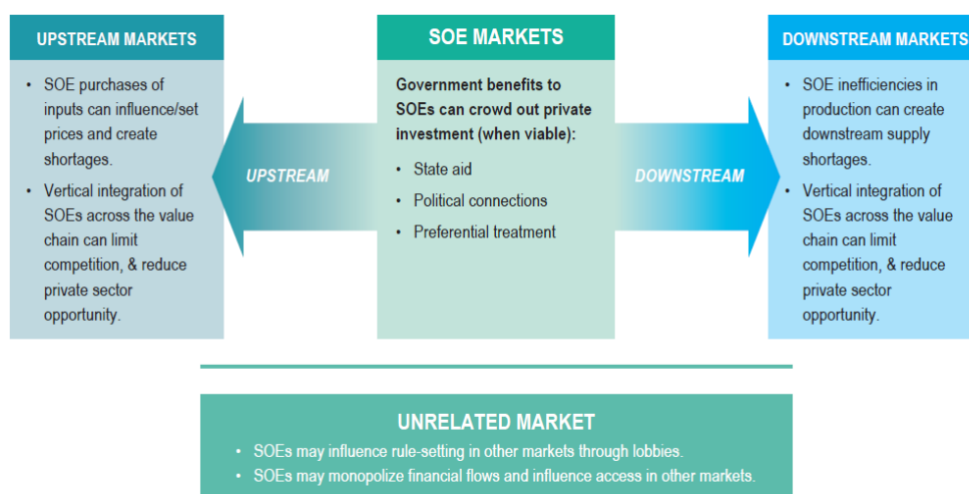 UPSTREAM MARKETS
• SOE purchases of
inputs can influence/set
prices and create
shortages.
• Vertical integration of
SOEs across the value
chain can limit
competition, & reduce
private sector
opportunity.
UPSTREAM
SOE MARKETS
Government benefits to
SOEs can crowd out private
investment (when viable):
• State aid
• Political connections
• Preferential treatment
DOWNSTREAM
DOWNSTREAM MARKETS
• SOE inefficiencies in
production can create
downstream supply
shortages.
• Vertical integration of
SOEs across the value
chain can limit
competition, & reduce
private sector
opportunity.
UNRELATED MARKET
• SOEs may influence rule-setting in other markets through lobbies.
• SOEs may monopolize financial flows and influence access in other markets.